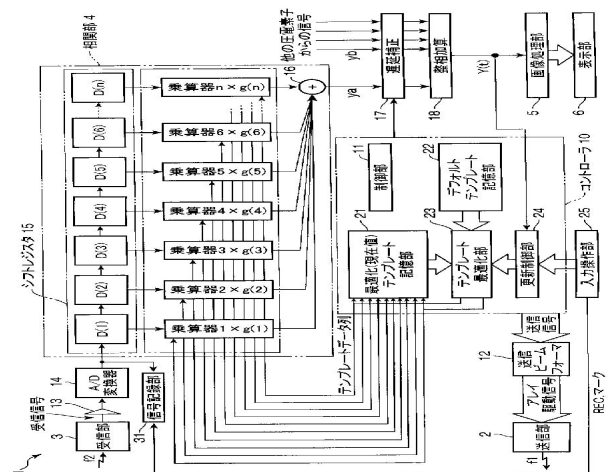 相関部 4
シフトレジスタ 15
D(1)
D(2)
D(3)
D(4)
D(5)
D(6)
D(n)
乗算器1×g(1)
乗算器2×g(2)
乗算器3×g(3)
乗算器4×g(4)
乗算器5×g(5)
乗算器6×g(6)
乗算器n×g(n)
+
16
他の圧電素子
からの信号
ya
yb
17
遅延補正
18
整相加算
Y(t)
5
画像処理部
6
表示部
f2
3
受信部
受信信号
13
14
A/D
変換器
31
信号記録部
テンプレートデータ列
11
制御部
21
最適化(現在値)
テンプレート
記憶部
22
デフォルト
テンプレート
記憶部
23
テンプレート
最適化部
24
更新制御部
コントローラ 10
25
入力操作部
送信信号
12
送信
ビーム
フォーマ
アレイ
駆動信号
2
送信部
f1
REC.マーク